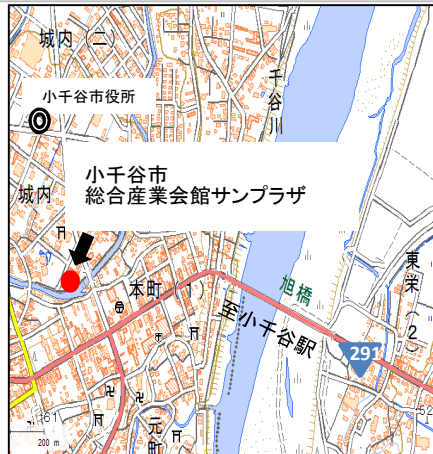 城内(二)
小千谷市役所
千谷川
小千谷市
総合産業会館サンプラザ
城内
本町(1)
旭橋
至小千谷駅
東栄(2)
291
元町
200 m